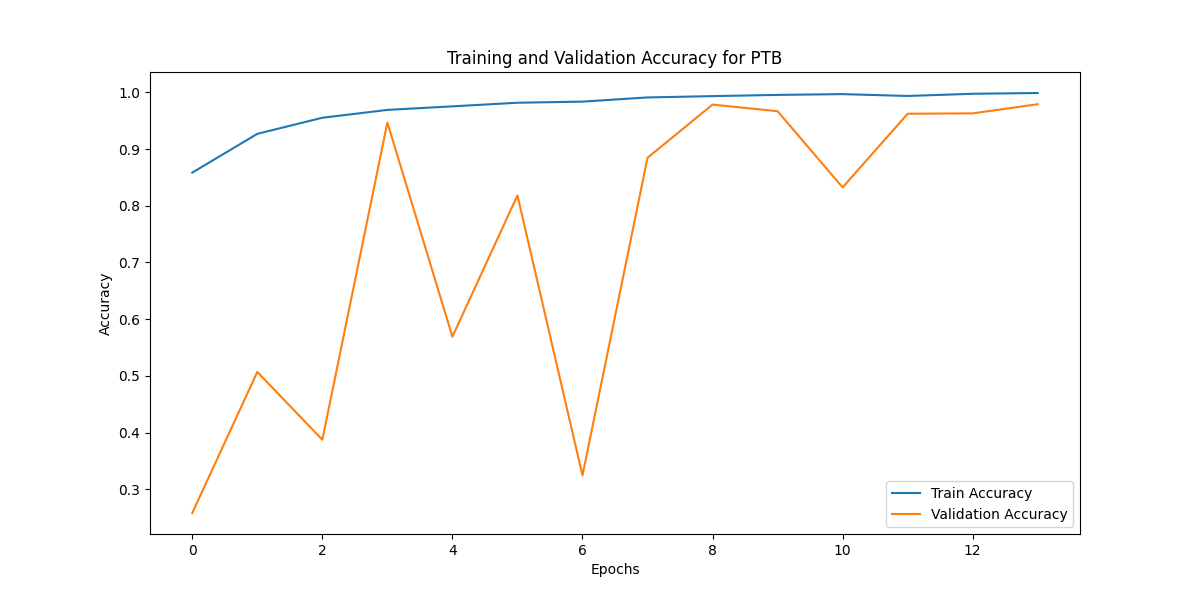 Training and Validation Accuracy for PTB
1.0
0.9
0.8
0.7
0.6
0.5
0.4
0.3
Accuracy
0 2 4 6 8 10 12
Epochs
Train Accuracy
Validation Accuracy